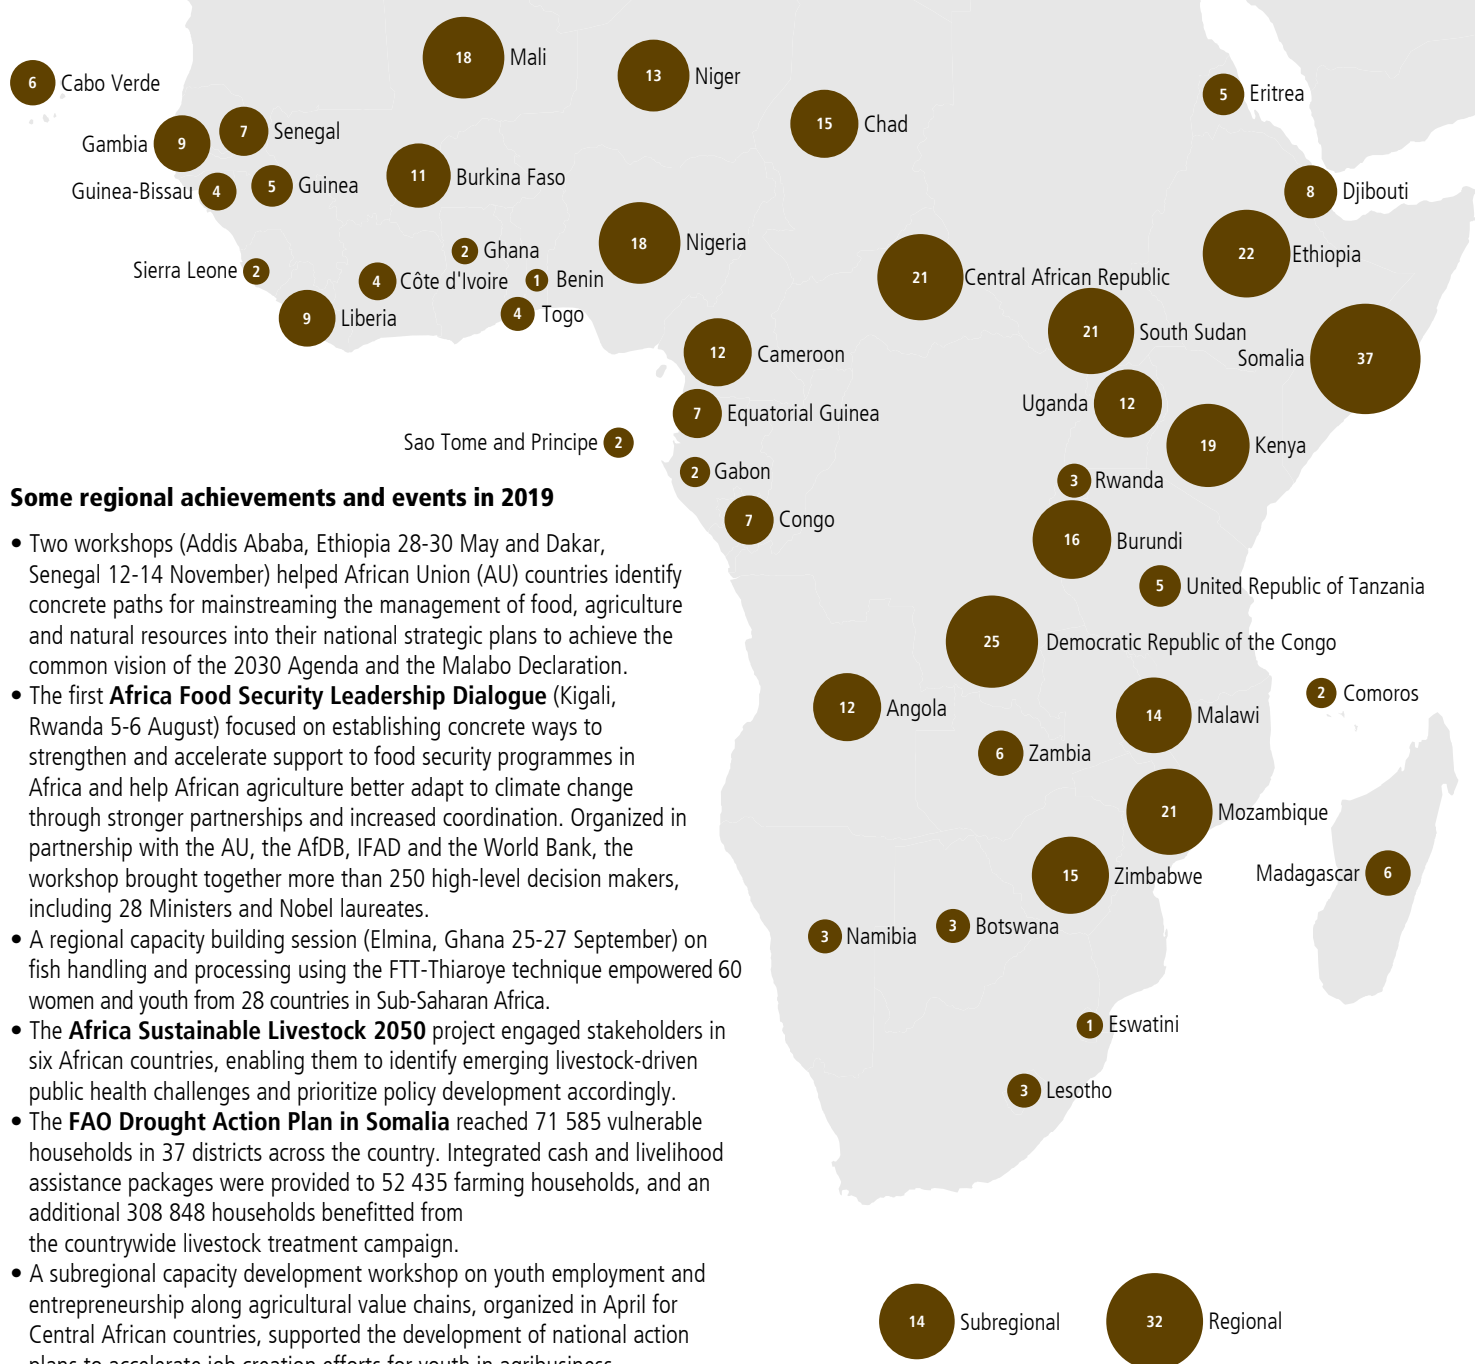 18 Mali
13 Niger
6 Cabo Verde
5 Eritrea
15 Chad
7 Senegal
Gambia 9
11 Burkina Faso
5 Guinea
Guinea-Bissau 4
8 Djibouti
18 Nigeria
2 Ghana
22 Ethiopia
Sierra Leone 2
4 Côte d'Ivoire
1 Benin
21 Central African Republic
9 Liberia
4 Togo
21 South Sudan
12 Cameroon
Somalia 37
Uganda 12
7 Equatorial Guinea
Sao Tome and Principe 2
19 Kenya
2 Gabon
3 Rwanda
7 Congo
16 Burundi
5 United Republic of Tanzania
25 Democratic Republic of the Congo
2 Comoros
12 Angola
14 Malawi
6 Zambia
21 Mozambique
15 Zimbabwe
Madagascar 6
3 Namibia
3 Botswana
1 Eswatini
3 Lesotho
Some regional achievements and events in 2019
• Two workshops (Addis Ababa, Ethiopia 28-30 May and Dakar,
Senegal 12-14 November) helped African Union (AU) countries identify
concrete paths for mainstreaming the management of food, agriculture
and natural resources into their national strategic plans to achieve the
common vision of the 2030 Agenda and the Malabo Declaration.
• The first Africa Food Security Leadership Dialogue (Kigali,
Rwanda 5-6 August) focused on establishing concrete ways to
strengthen and accelerate support to food security programmes in
Africa and help African agriculture better adapt to climate change
through stronger partnerships and increased coordination. Organized in
partnership with the AU, the AfDB, IFAD and the World Bank, the
workshop brought together more than 250 high-level decision makers,
including 28 Ministers and Nobel laureates.
• A regional capacity building session (Elmina, Ghana 25-27 September) on
fish handling and processing using the FTT-Thiaroye technique empowered 60
women and youth from 28 countries in Sub-Saharan Africa.
• The Africa Sustainable Livestock 2050 project engaged stakeholders in
six African countries, enabling them to identify emerging livestock-driven
public health challenges and prioritize policy development accordingly.
• The FAO Drought Action Plan in Somalia reached 71 585 vulnerable
households in 37 districts across the country. Integrated cash and livelihood
assistance packages were provided to 52 435 farming households, and an
additional 308 848 households benefitted from
the countrywide livestock treatment campaign.
• A subregional capacity development workshop on youth employment and
entrepreneurship along agricultural value chains, organized in April for
Central African countries, supported the development of national action
plans to accelerate job creation efforts for youth in agribusiness
14 Subregional
32 Regional